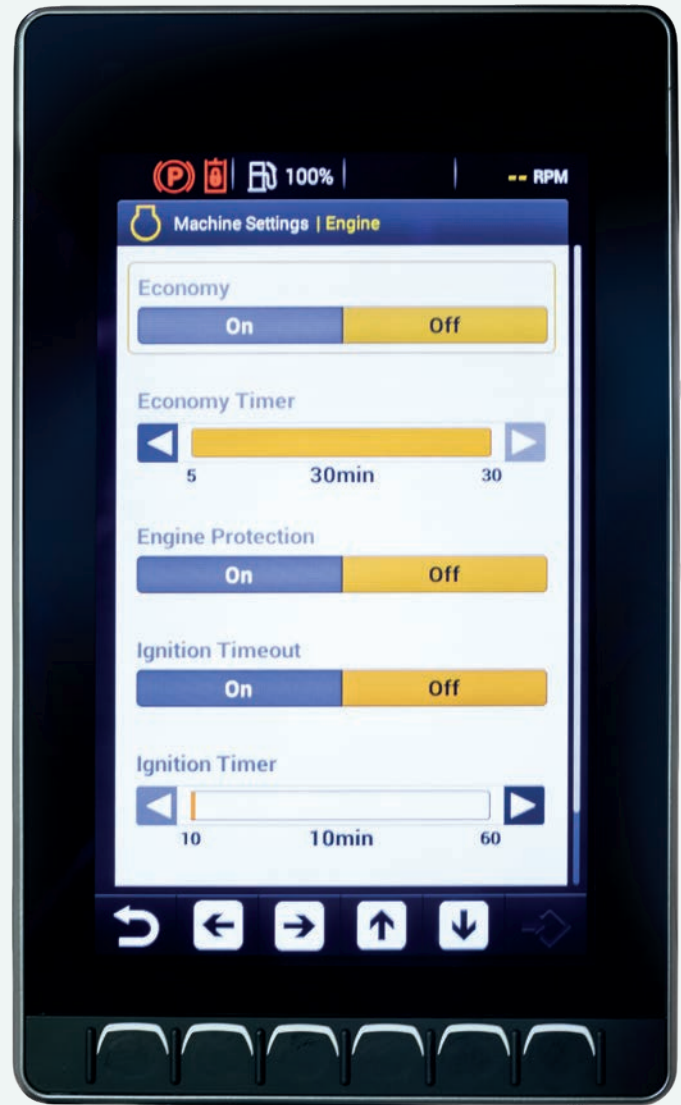 (P) 100% -- RPM
Machine Settings | Engine
Economy
On Off
Economy Timer
5 30min 30
Engine Protection
On Off
Ignition Timeout
On Off
Ignition Timer
10 10min 60